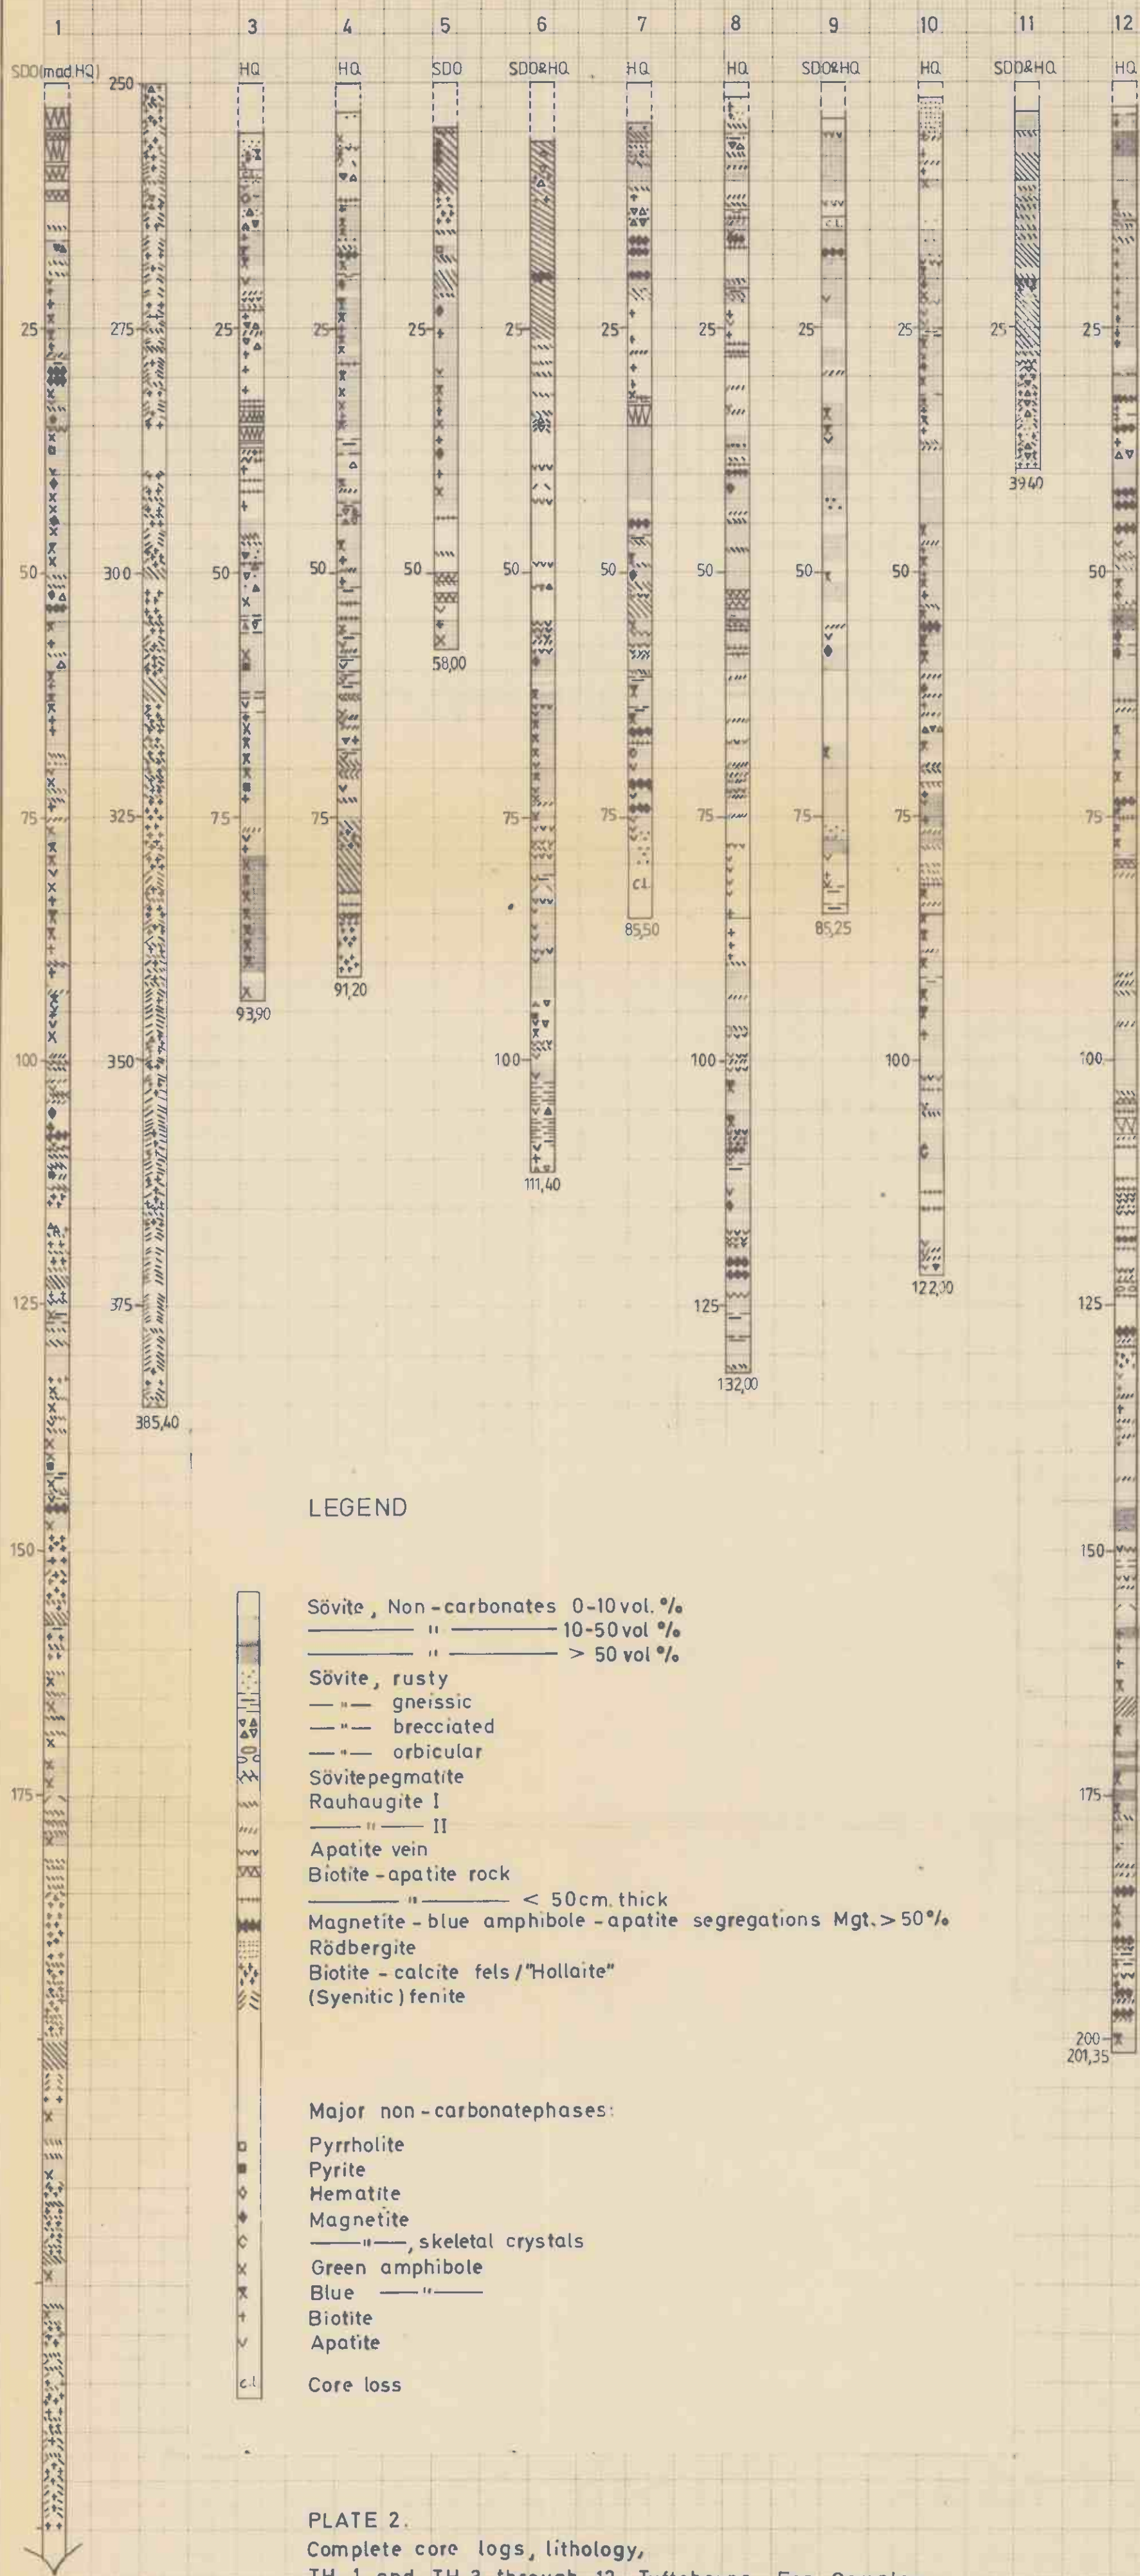 1 3 4 5 6 7 8 9 10 11 12
SDO(mad.HQ) HQ HQ SDO SDO&HQ HQ HQ SDO&HQ HQ SDO&HQ HQ
250
C L
25 275 25 25 25 25 25 25 25 25 25 25
39,40
50 300 50 50 50 50 50 50 50 50 50
58,00
75 325 75 75 75 75 75 75 75 75
c.l.
85,50 85,25
91,20
93,90
100 350 100 100 100 100
111,40
122,00
125 375 125 125
132,00
385,40
LEGEND
150 150
Sövite, Non-carbonates 0-10 vol. %
——— " ——— 10-50 vol %
——— " ——— > 50 vol %
Sövite, rusty
— " — gneissic
— " — brecciated
— " — orbicular
Sövitepegmatite
175 175
Rauhaugite I
—— " —— II
Apatite vein
Biotite-apatite rock
——— " ——— < 50cm. thick
Magnetite - blue amphibole - apatite segregations Mgt. > 50%
Rödbergite
Biotite - calcite fels / "Hollaite"
(Syenitic) fenite
200
201,35
Major non-carbonatephases:
Pyrrholite
Pyrite
Hematite
Magnetite
—— " ——, skeletal crystals
Green amphibole
Blue —— " ——
Biotite
Apatite
c.l Core loss
PLATE 2.
Complete core logs, lithology,